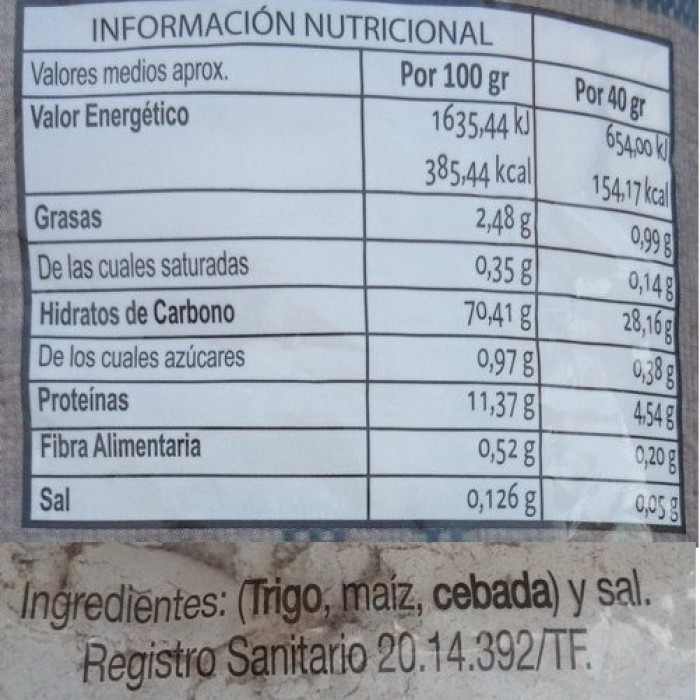 INFORMACIÓN NUTRICIONAL
Valores medios aprox. Por 100 gr Por 40 gr
Valor Energético 1635,44 kJ 654,00 kJ
385,44 kcal 154,17 kcal
Grasas 2,48 g 0,99 g
De las cuales saturadas 0,35 g 0,14 g
Hidratos de Carbono 70,41 g 28,16 g
De los cuales azúcares 0,97 g 0,38 g
Proteínas 11,37 g 4,54 g
Fibra Alimentaria 0,52 g 0,20 g
Sal 0,126 g 0,05 g
Ingredientes: (Trigo, maíz, cebada) y sal.
Registro Sanitario 20.14.392/TF.